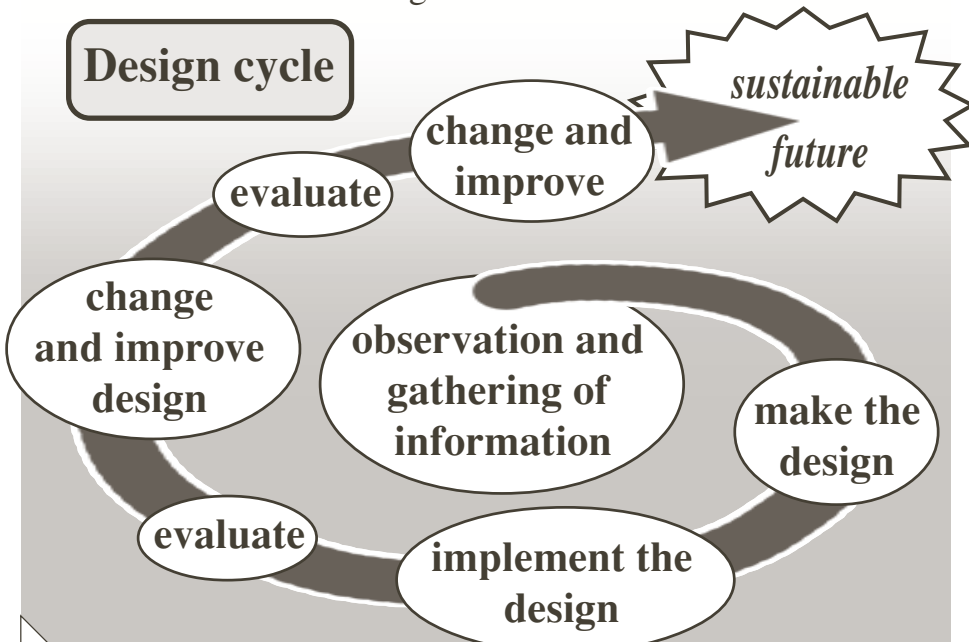 Design cycle
sustainable
future
change and
improve
evaluate
change
and improve
design
observation and
gathering of
information
make the
design
evaluate
implement the
design